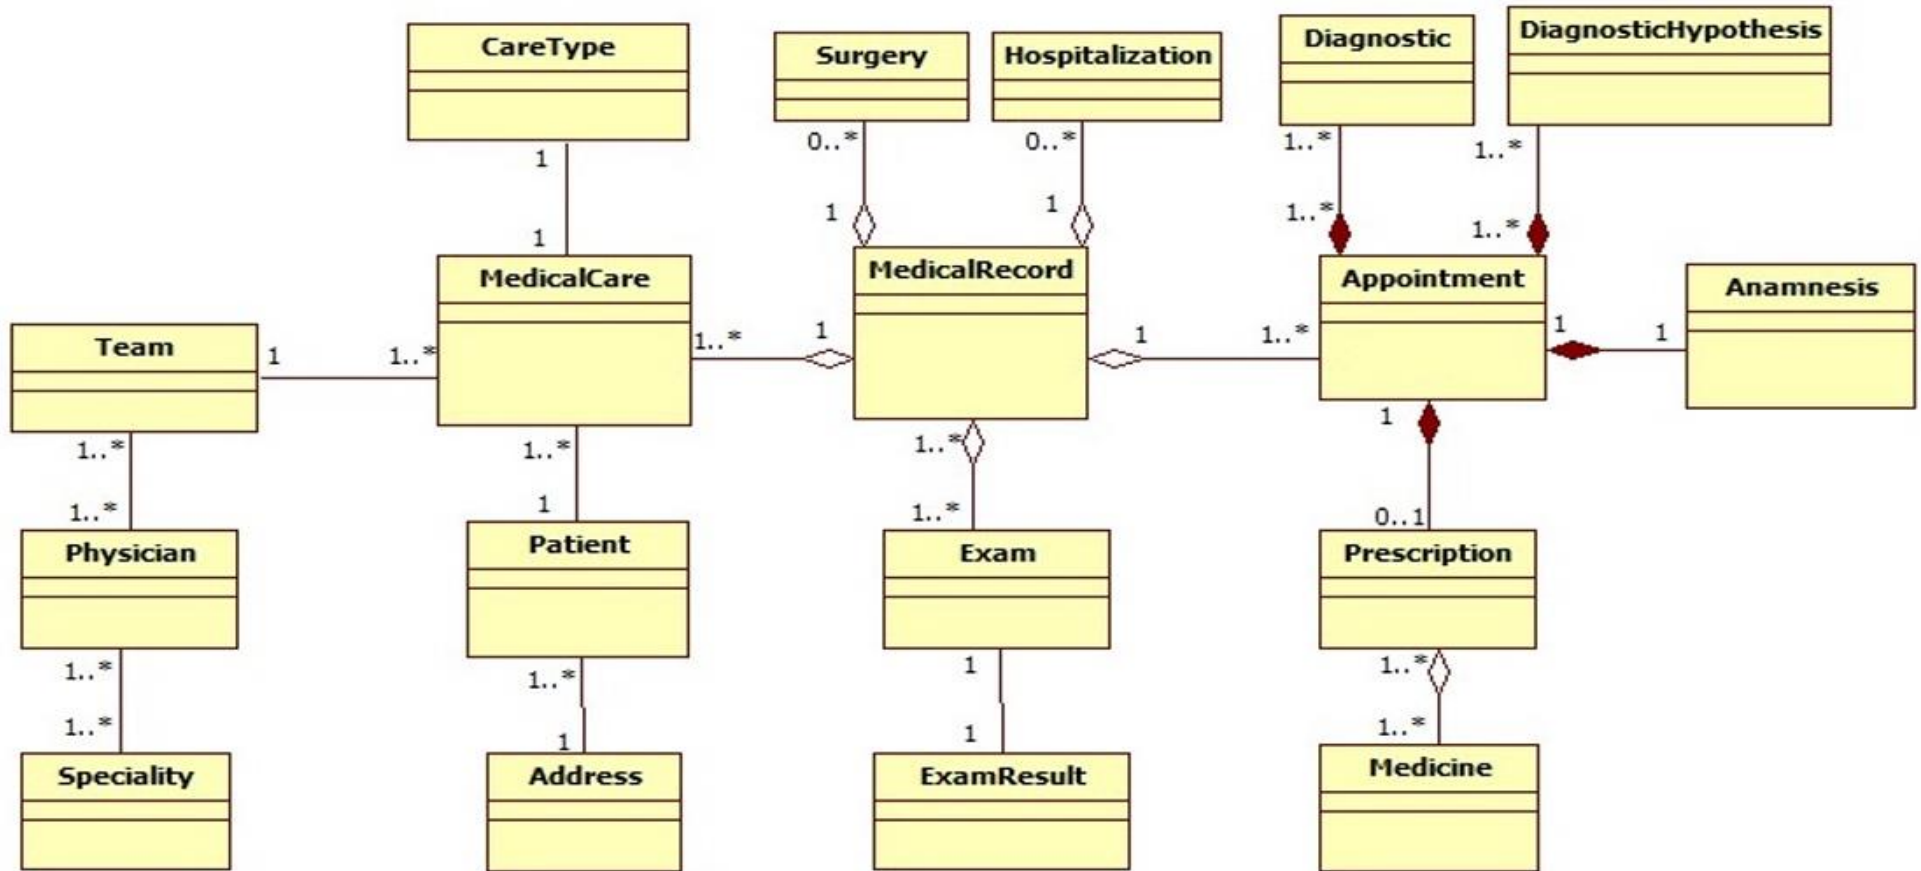 CareType
Surgery
Hospitalization
Diagnostic
DiagnosticHypothesis
1
0..*
0..*
1..*
1..*
1
1
1
1..*
1..*
MedicalCare
MedicalRecord
Appointment
Anamnesis
Team
1
1..*
1..*
1
1
1..*
1
1
1..*
1..*
1..*
1
1..*
1
1..*
0..1
Physician
Patient
Exam
Prescription
1..*
1..*
1
1..*
1..*
1
1
1..*
Speciality
Address
ExamResult
Medicine